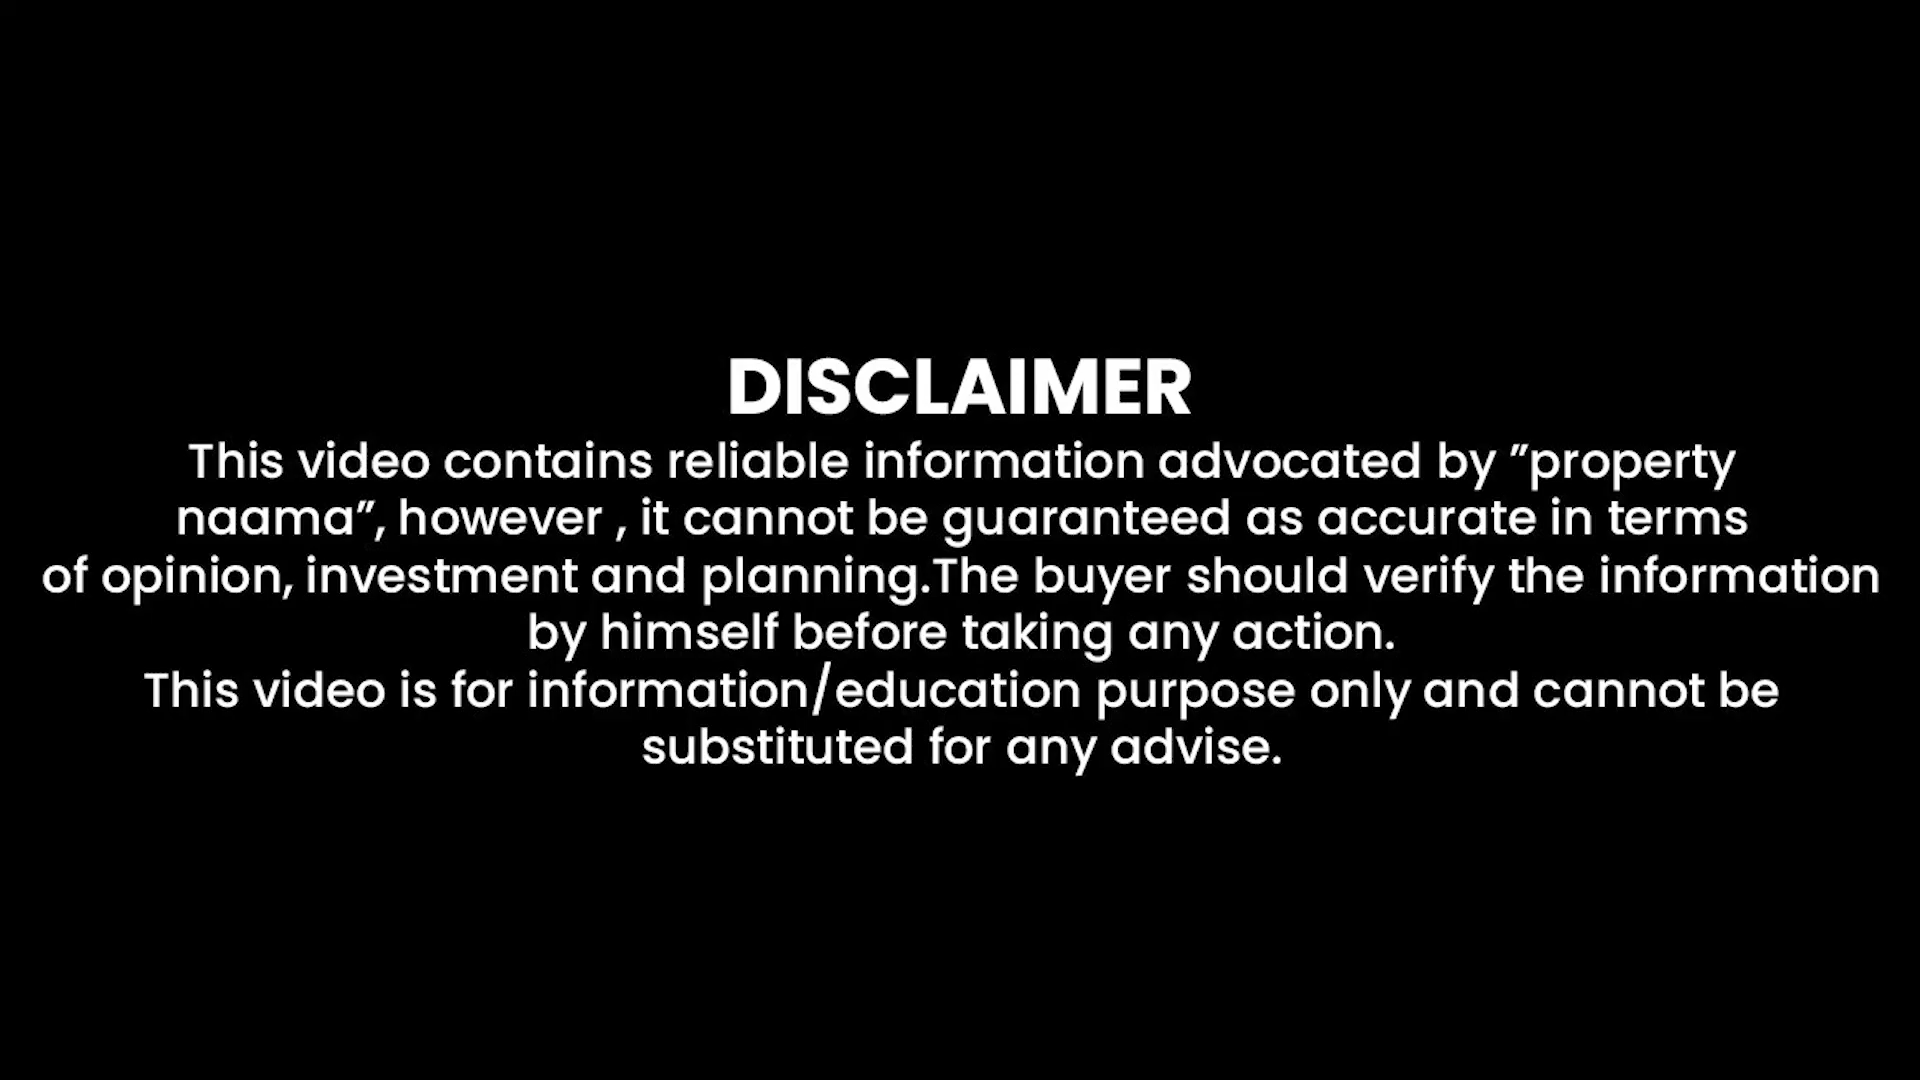 DISCLAIMER
This video contains reliable information advocated by ”property
naama”, however , it cannot be guaranteed as accurate in terms
of opinion, investment and planning.The buyer should verify the information
by himself before taking any action.
This video is for information/education purpose only and cannot be
substituted for any advise.